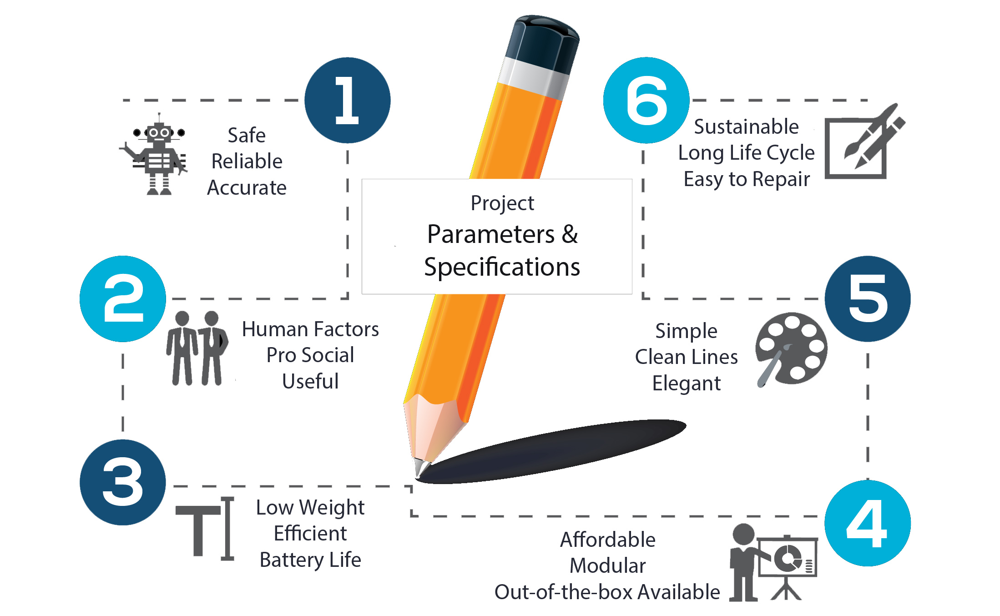 1
Safe
Reliable
Accurate
2
Human Factors
Pro Social
Useful
3
Low Weight
Efficient
Battery Life
Project
Parameters &
Specifications
6
Sustainable
Long Life Cycle
Easy to Repair
5
Simple
Clean Lines
Elegant
4
Affordable
Modular
Out-of-the-box Available